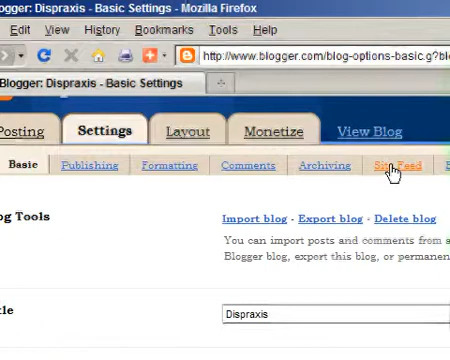 logger: Dispraxis - Basic Settings - Mozilla Firefox
Edit View History Bookmarks Tools Help
http://www.blogger.com/blog-options-basic.g?bl
Blogger: Dispraxis - Basic Settings
Posting Settings Layout Monetize View Blog
Basic Publishing Formatting Comments Archiving Site Feed
og Tools
Import blog - Export blog - Delete blog
You can import posts and comments from a
Blogger blog, export this blog, or permanen
tle
Dispraxis